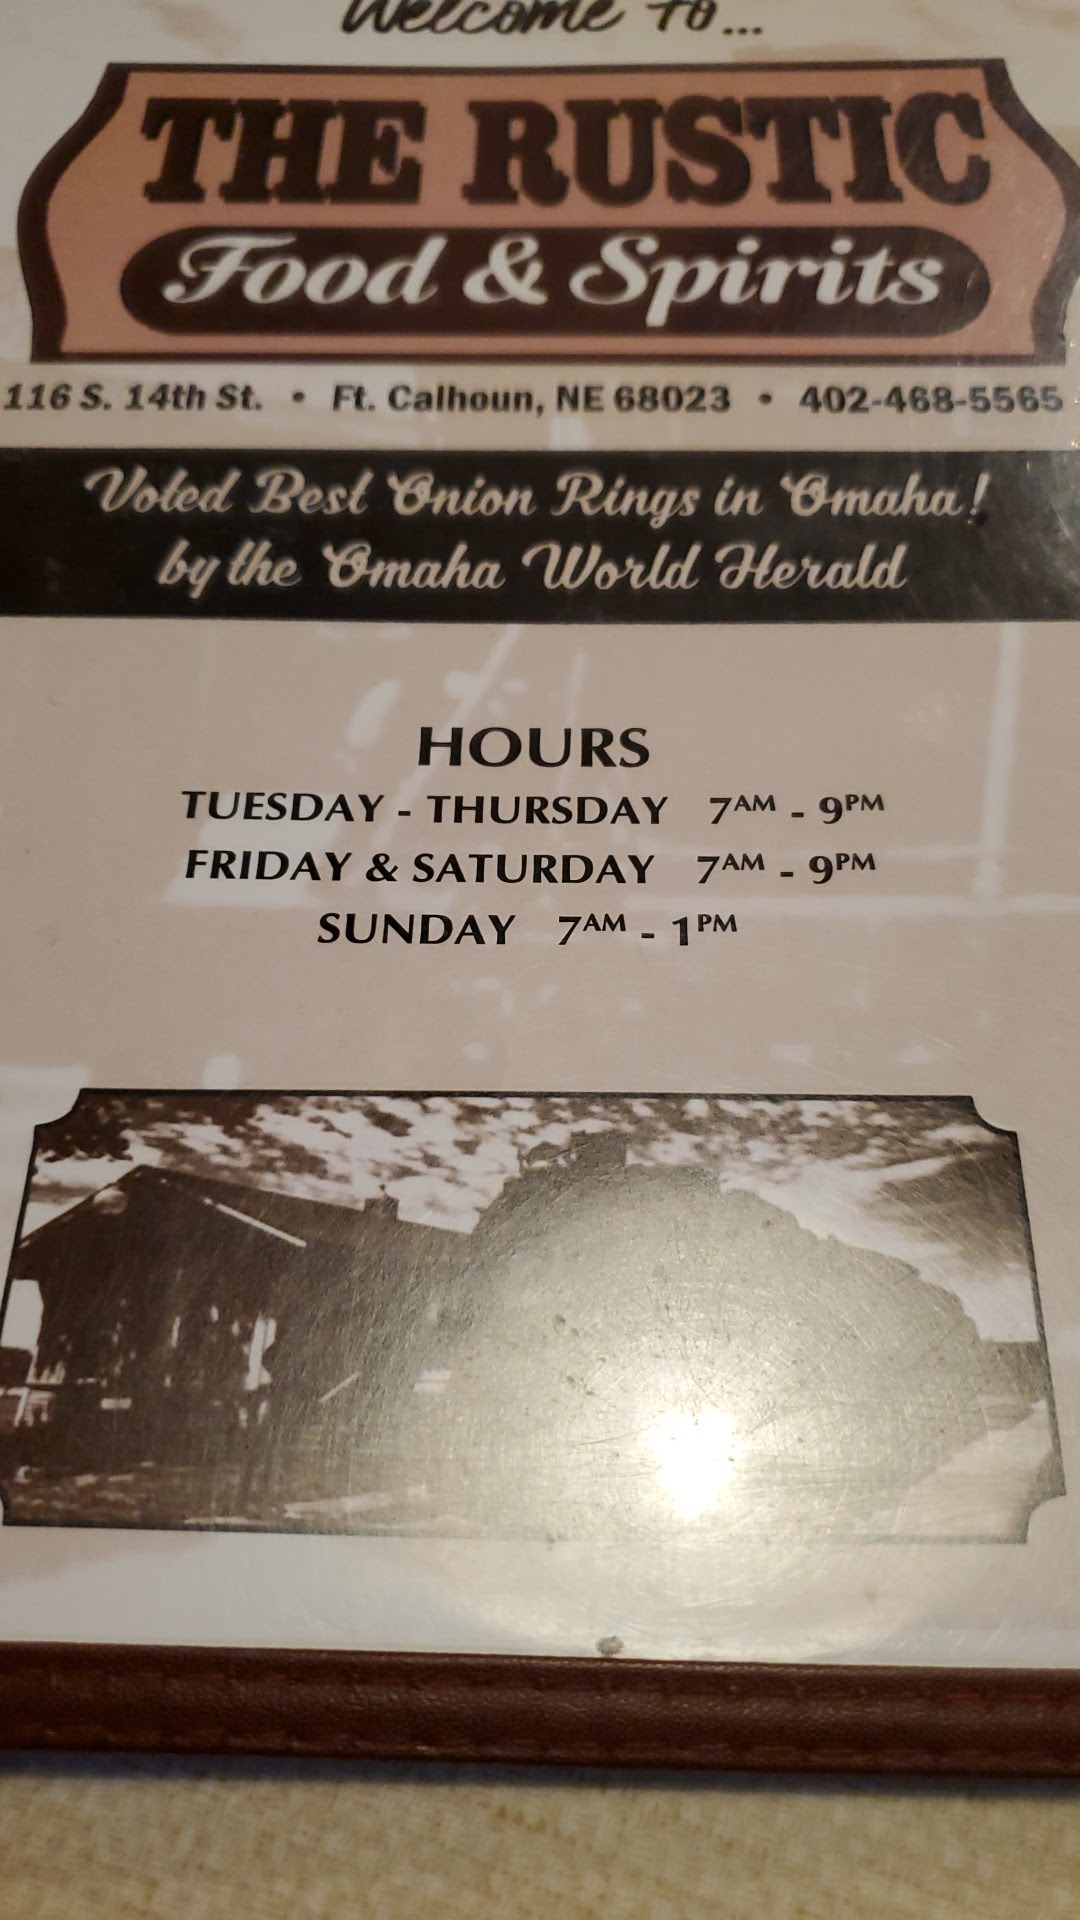 Welcome To...
THE RUSTIC
Food & Spirits
116 S. 14th St. • Ft. Calhoun, NE 68023 • 402-468-5565
Voted Best Onion Rings in Omaha!
by the Omaha World Herald
HOURS
TUESDAY - THURSDAY 7AM - 9PM
FRIDAY & SATURDAY 7AM - 9PM
SUNDAY 7AM - 1PM